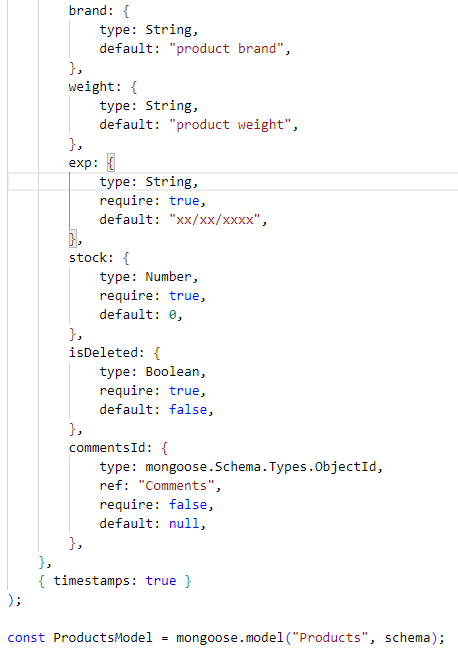 brand: {
type: String,
default: "product brand",
},
weight: {
type: String,
default: "product weight",
},
exp: {
type: String,
require: true,
default: "xx/xx/xxxx",
},
stock: {
type: Number,
require: true,
default: 0,
},
isDeleted: {
type: Boolean,
require: true,
default: false,
},
commentsId: {
type: mongoose.Schema.Types.ObjectId,
ref: "Comments",
require: false,
default: null,
},
},
{ timestamps: true }
);
const ProductsModel = mongoose.model("Products", schema);